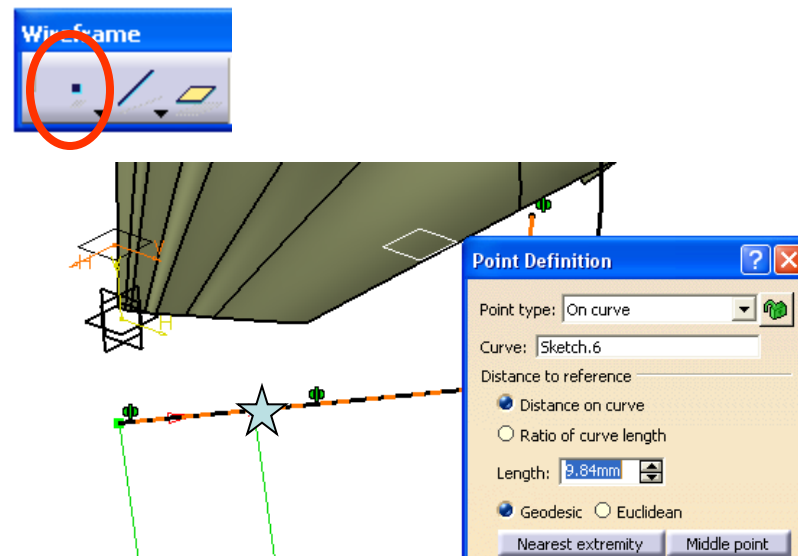 Wireframe
H
V
V
H
Point Definition
Point type: On curve
Curve: Sketch.6
Distance to reference
Distance on curve
Ratio of curve length
Length: 9.84mm
Geodesic Euclidean
Nearest extremity Middle point